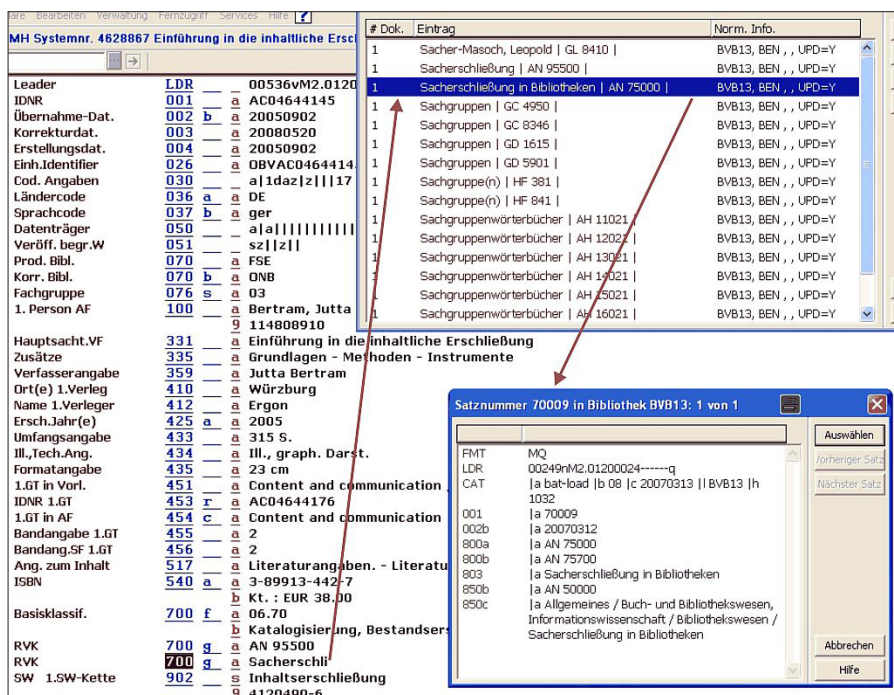 are Bearbeiten Verwaltung Fernzugriff Services Hilfe ?
MH Systemnr. 4628867 Einführung in die inhaltliche Ersch
Leader LDR 00536vM2.0120
IDNR 001 a AC04644145
Übernahme-Dat. 002 b a 20050902
Korrekturdat. 003 a 20080520
Erstellungsdat. 004 a 20050902
Einh.Identifier 026 a OBVAC0464414
Cod. Angaben 030 a|1daz|z|||17
Ländercode 036 a a DE
Sprachcode 037 b a ger
Datenträger 050 a|a|||||||||||
Veröff. begr.W 051 sz||z||
Prod. Bibl. 070 a FSE
Korr. Bibl. 070 b a ONB
Fachgruppe 076 s a 03
1. Person AF 100 a Bertram, Jutta
9 114808910
Hauptsacht.VF 331 a Einführung in die inhaltliche Erschließung
Zusätze 335 a Grundlagen - Methoden - Instrumente
Verfasserangabe 359 a Jutta Bertram
Ort(e) 1.Verleg 410 a Würzburg
Name 1.Verleger 412 a Ergon
Ersch.Jahr(e) 425 a a 2005
Umfangsangabe 433 a 315 S.
Ill.,Tech.Ang. 434 a Ill., graph. Darst.
Formatangabe 435 a 23 cm
1.GT in Vorl. 451 a Content and communication
IDNR 1.GT 453 r a AC04644176
1.GT in AF 454 c a Content and communication
Bandangabe 1.GT 455 a 2
Bandang.SF 1.GT 456 a 2
Ang. zum Inhalt 517 a Literaturangaben. - Literatu
ISBN 540 a a 3-89913-442-7
b Kt. : EUR 38.00
Basisklassif. 700 f a 06.70
b Katalogisierung, Bestandsers
RVK 700 g a AN 95500
RVK 700 g a Sacherschli
SW 1.SW-Kette 902 s Inhaltserschließung
9 4120490-6
# Dok. Eintrag Norm. Info.
1 Sacher-Masoch, Leopold | GL 8410 | BVB13, BEN , , UPD=Y
1 Sacherschließung | AN 95500 | BVB13, BEN , , UPD=Y
1 Sacherschließung in Bibliotheken | AN 75000 | BVB13, BEN , , UPD=Y
1 Sachgruppen | GC 4950 | BVB13, BEN , , UPD=Y
1 Sachgruppen | GC 8346 | BVB13, BEN , , UPD=Y
1 Sachgruppen | GD 1615 | BVB13, BEN , , UPD=Y
1 Sachgruppen | GD 5901 | BVB13, BEN , , UPD=Y
1 Sachgruppe(n) | HF 381 | BVB13, BEN , , UPD=Y
1 Sachgruppe(n) | HF 841 | BVB13, BEN , , UPD=Y
1 Sachgruppenwörterbücher | AH 11021 | BVB13, BEN , , UPD=Y
1 Sachgruppenwörterbücher | AH 12021 | BVB13, BEN , , UPD=Y
1 Sachgruppenwörterbücher | AH 13021 | BVB13, BEN , , UPD=Y
1 Sachgruppenwörterbücher | AH 14021 | BVB13, BEN , , UPD=Y
1 Sachgruppenwörterbücher | AH 15021 | BVB13, BEN , , UPD=Y
1 Sachgruppenwörterbücher | AH 16021 | BVB13, BEN , , UPD=Y
Satznummer 70009 in Bibliothek BVB13: 1 von 1
FMT MQ
LDR 00249nM2.01200024------q
CAT |a bat-load |b 08 |c 20070313 |l BVB13 |h
1032
001 |a 70009
002b |a 20070312
800a |a AN 75000
800b |a AN 75700
803 |a Sacherschließung in Bibliotheken
850b |a AN 50000
850c |a Allgemeines / Buch- und Bibliothekswesen,
Informationswissenschaft / Bibliothekswesen /
Sacherschließung in Bibliotheken
Auswählen
Vorheriger Satz
Nächster Satz
Abbrechen
Hilfe